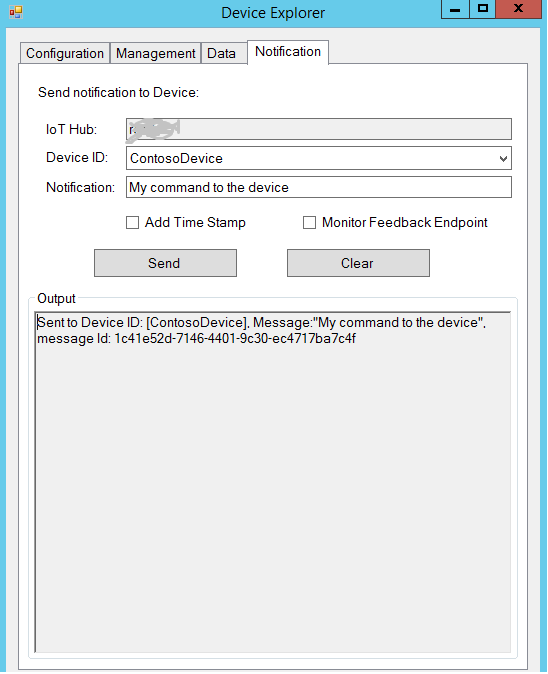 Device Explorer
Configuration Management Data Notification
Send notification to Device:
IoT Hub:
Device ID: ContosoDevice
Notification: My command to the device
Add Time Stamp Monitor Feedback Endpoint
Send Clear
Output
Sent to Device ID: [ContosoDevice], Message:"My command to the device",
message Id: 1c41e52d-7146-4401-9c30-ec4717ba7c4f